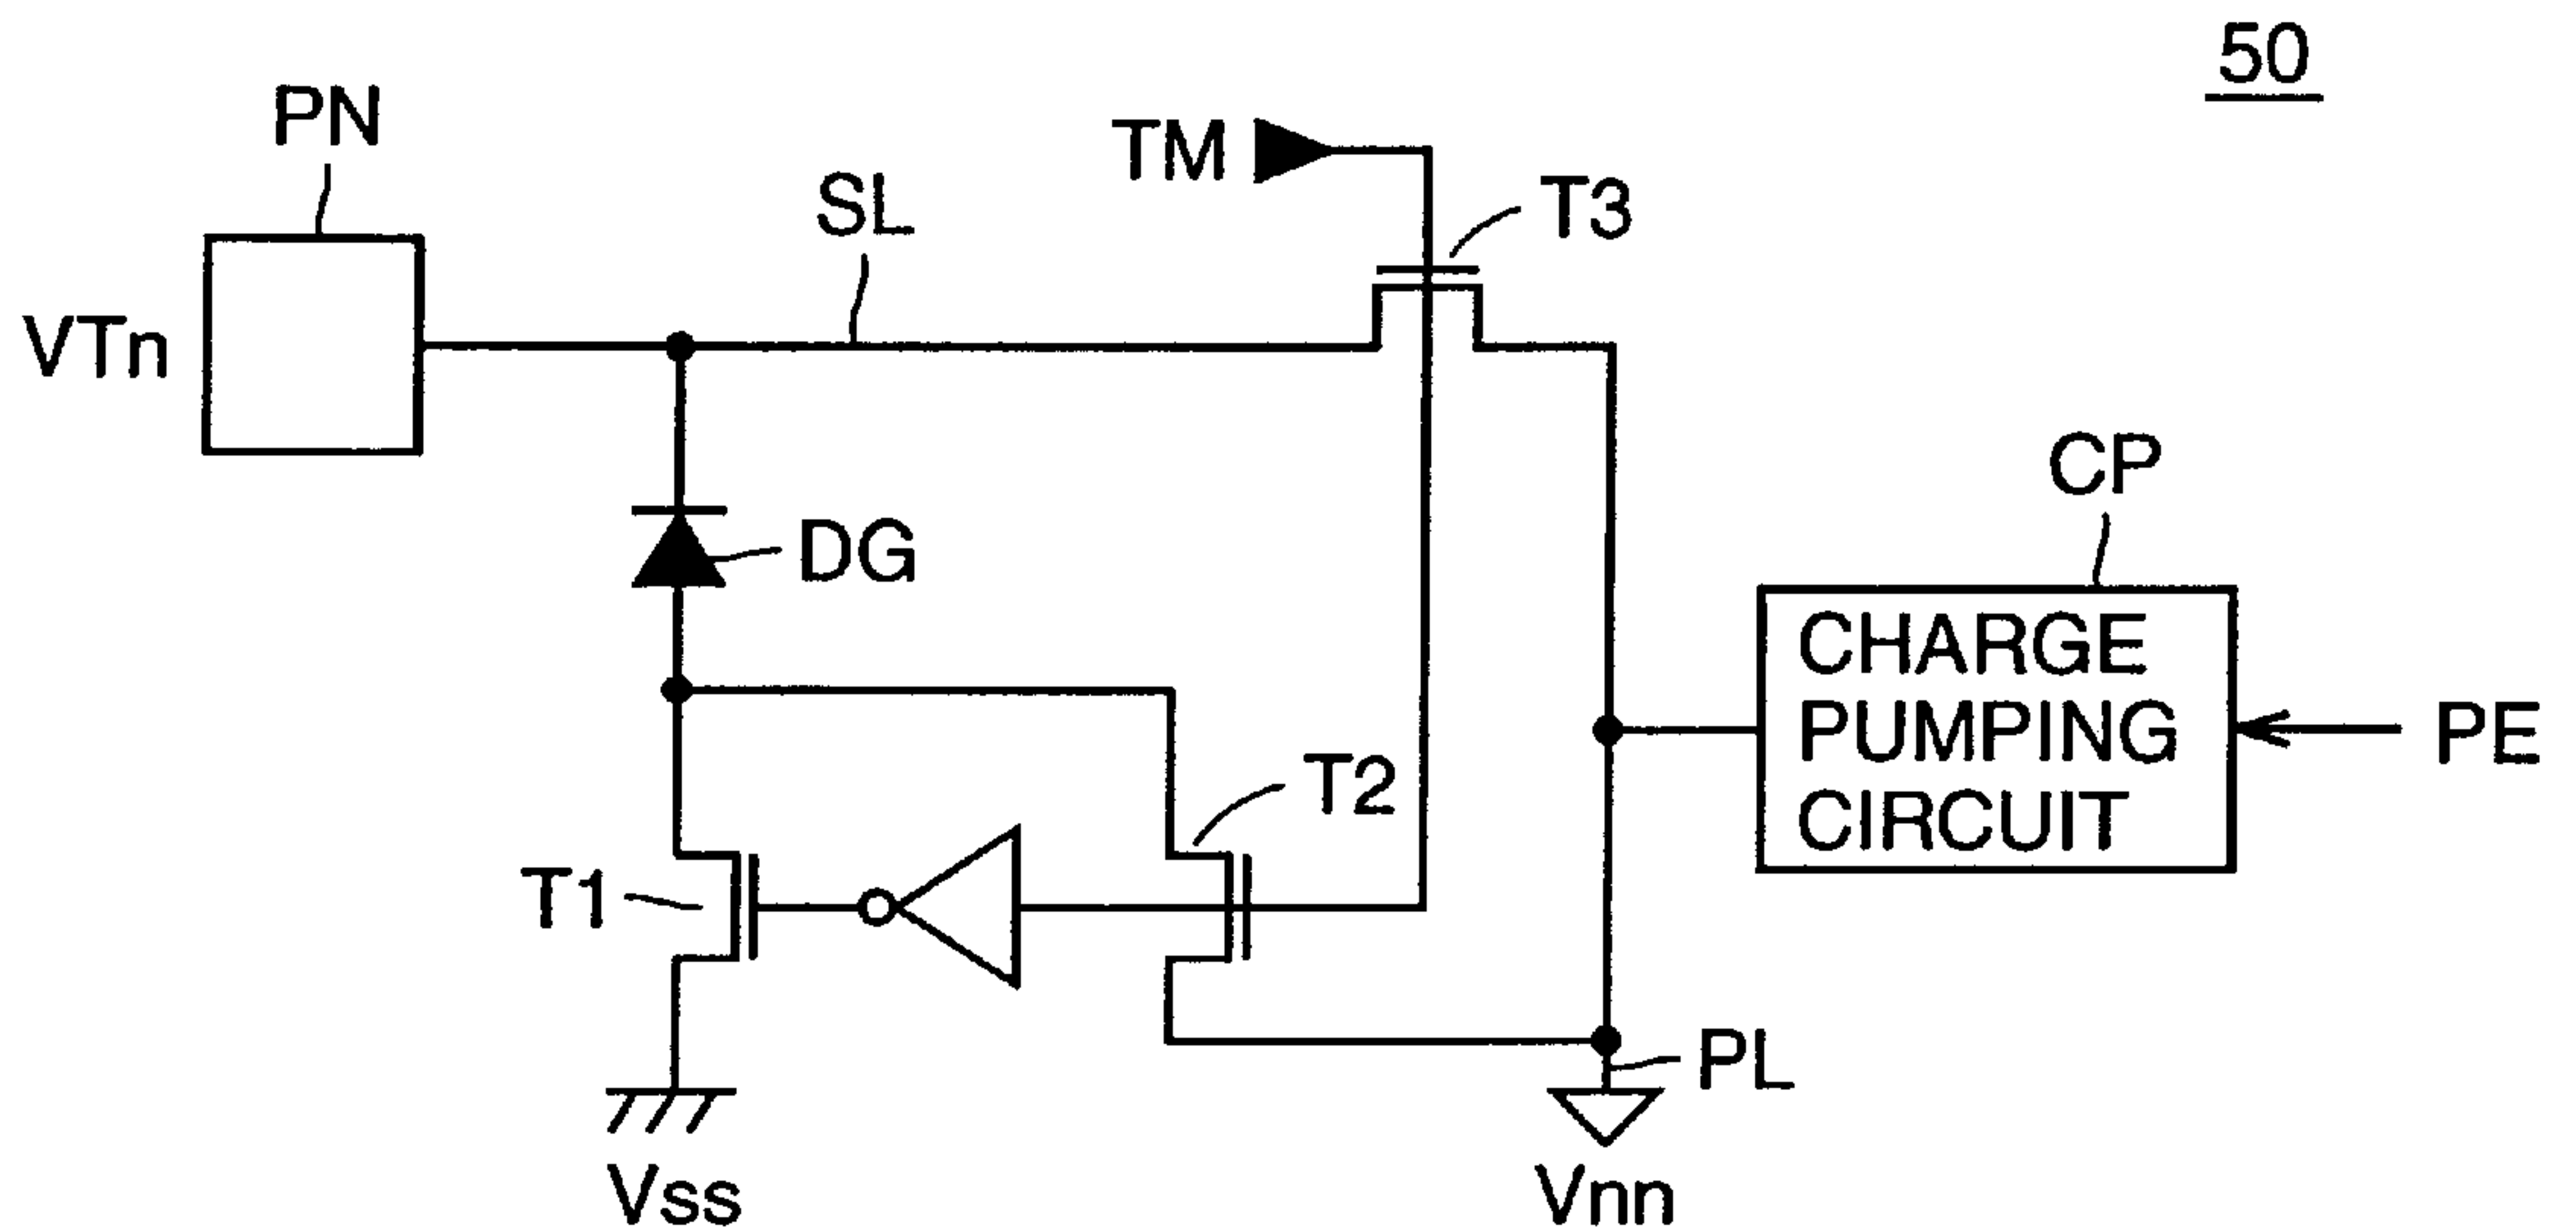 50
PN
TM
T3
SL
VTn
CP
DG
CHARGE
PUMPING
CIRCUIT
PE
T2
T1
PL
Vss
Vnn